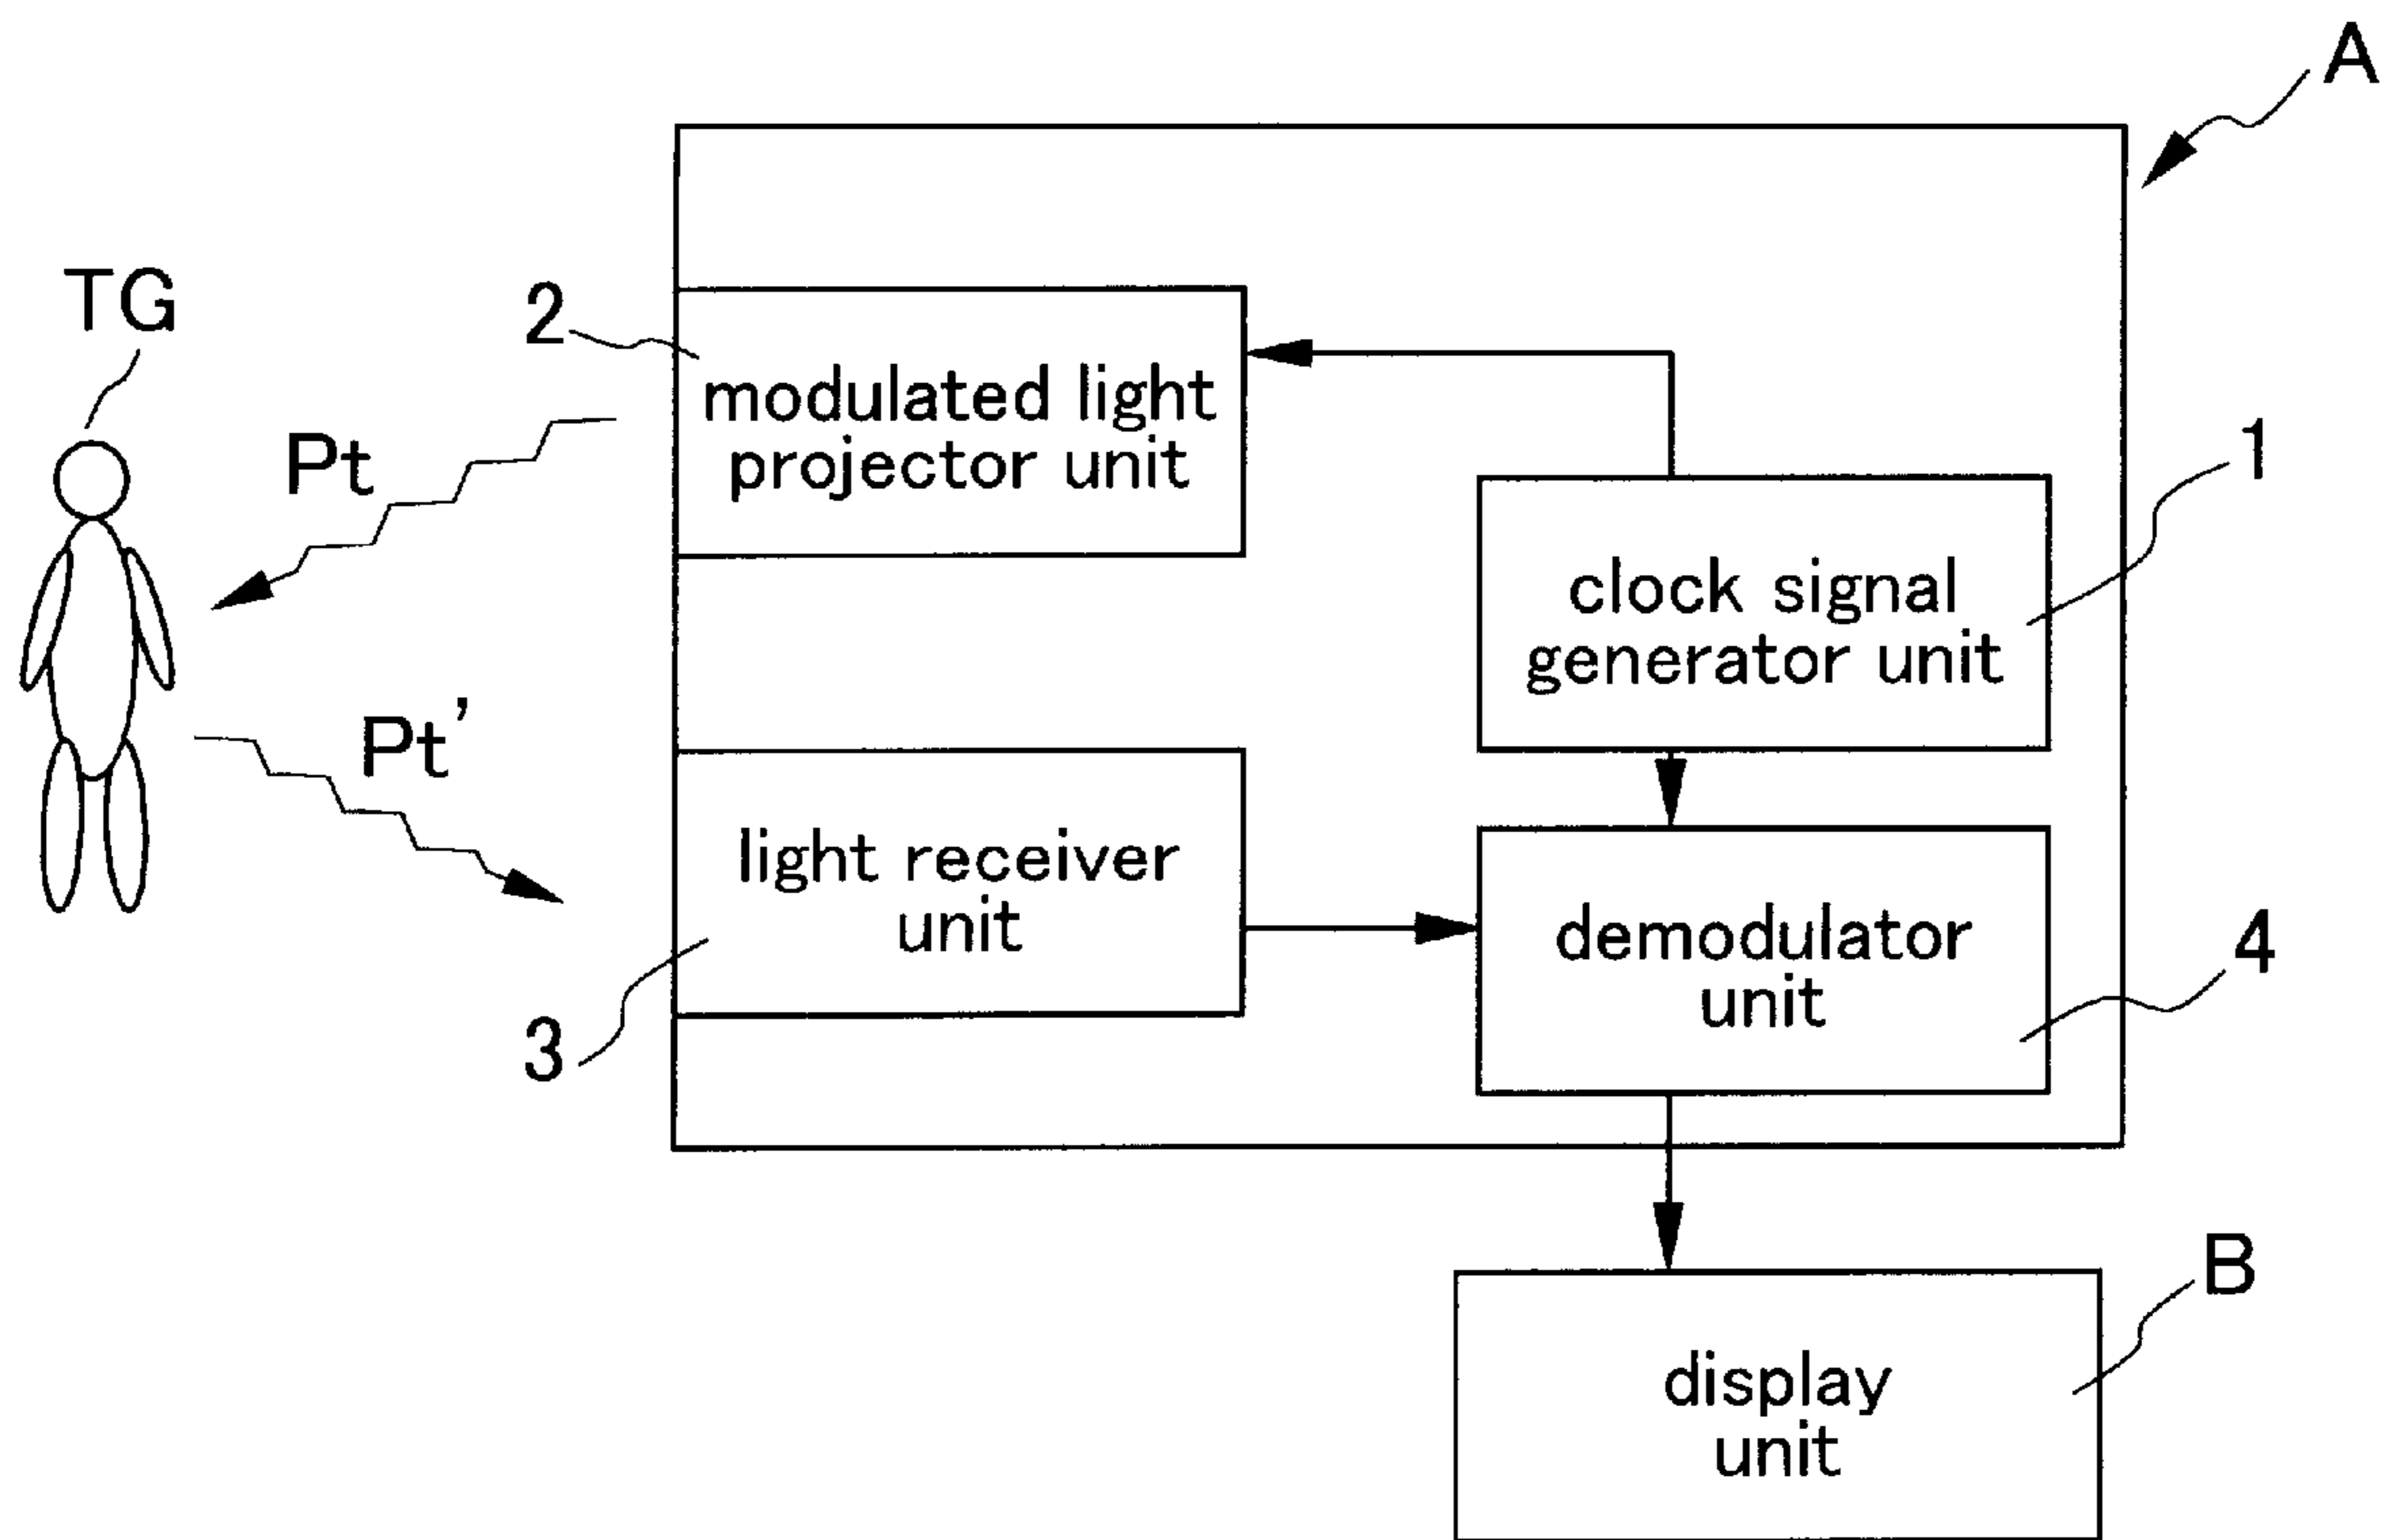 A
TG
2
modulated light
projector unit
Pt
1
clock signal
generator unit
Pt'
light receiver
unit
3
demodulator
unit
4
B
display
unit